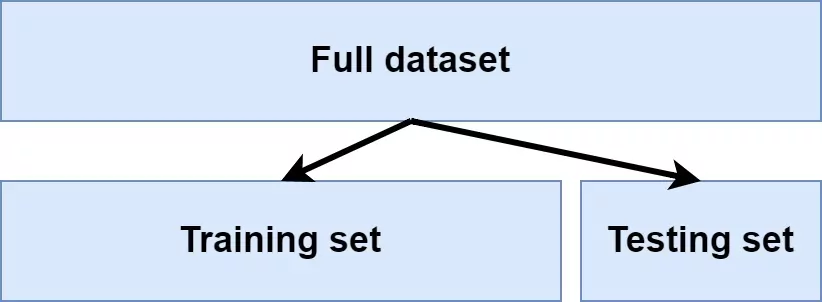 Full dataset
Training set
Testing set